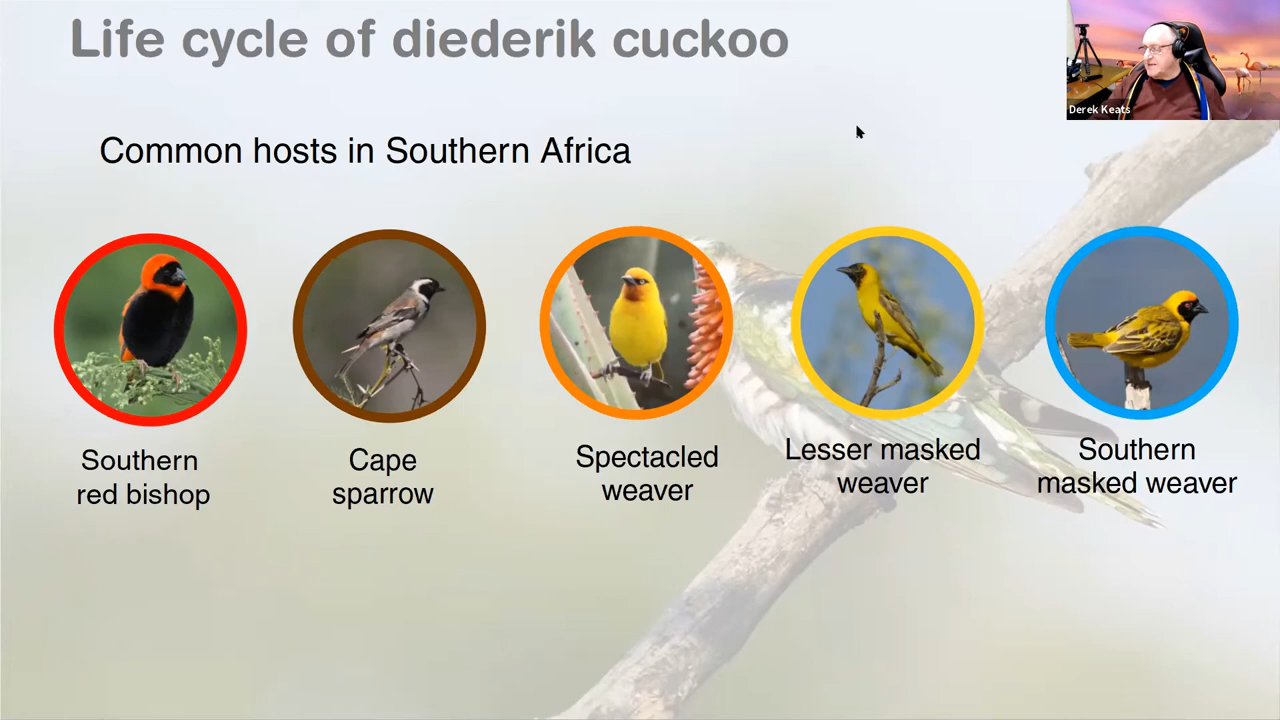 Life cycle of diederik cuckoo
Derek Keats
Common hosts in Southern Africa
Southern
red bishop
Cape
sparrow
Spectacled
weaver
Lesser masked
weaver
Southern
masked weaver